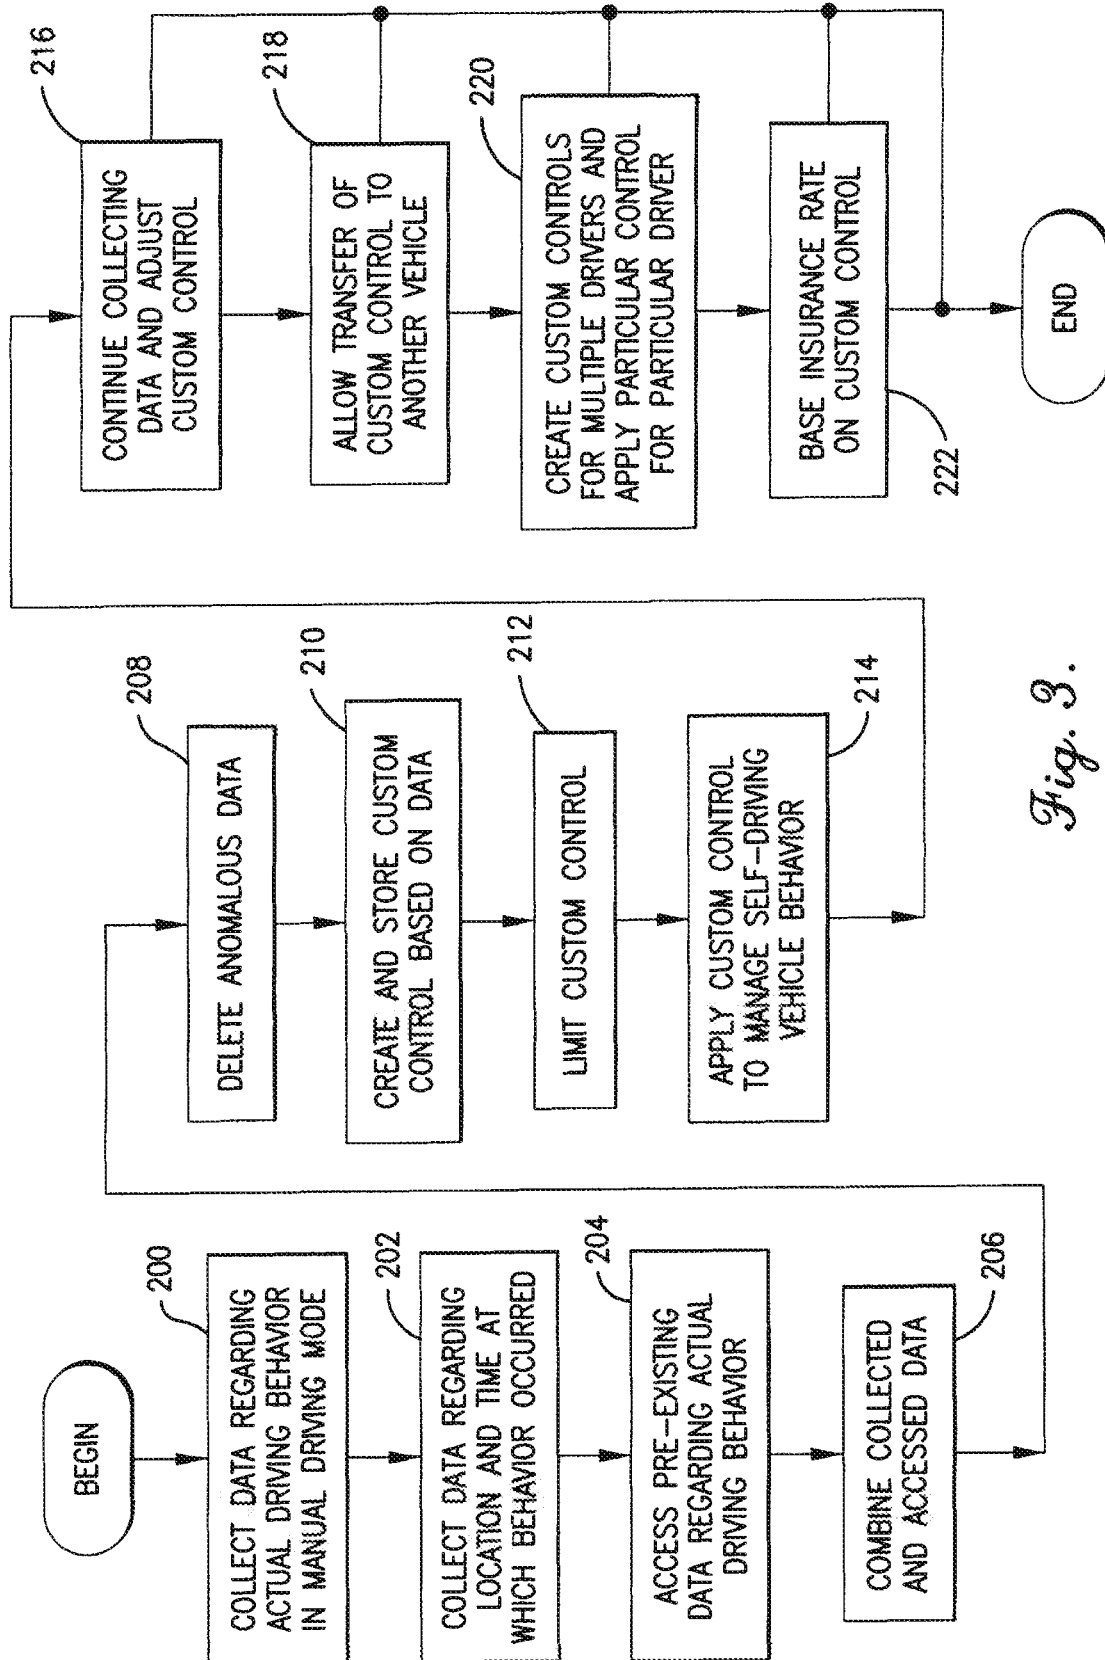 BEGIN
200
COLLECT DATA REGARDING
ACTUAL DRIVING BEHAVIOR
IN MANUAL DRIVING MODE
202
COLLECT DATA REGARDING
LOCATION AND TIME AT
WHICH BEHAVIOR OCCURRED
204
ACCESS PRE-EXISTING
DATA REGARDING ACTUAL
DRIVING BEHAVIOR
206
COMBINE COLLECTED
AND ACCESSED DATA
208
DELETE ANOMALOUS DATA
210
CREATE AND STORE CUSTOM
CONTROL BASED ON DATA
212
LIMIT CUSTOM CONTROL
214
APPLY CUSTOM CONTROL
TO MANAGE SELF-DRIVING
VEHICLE BEHAVIOR
216
CONTINUE COLLECTING
DATA AND ADJUST
CUSTOM CONTROL
218
ALLOW TRANSFER OF
CUSTOM CONTROL TO
ANOTHER VEHICLE
220
CREATE CUSTOM CONTROLS
FOR MULTIPLE DRIVERS AND
APPLY PARTICULAR CONTROL
FOR PARTICULAR DRIVER
BASE INSURANCE RATE
ON CUSTOM CONTROL
222
END
Fig. 3.